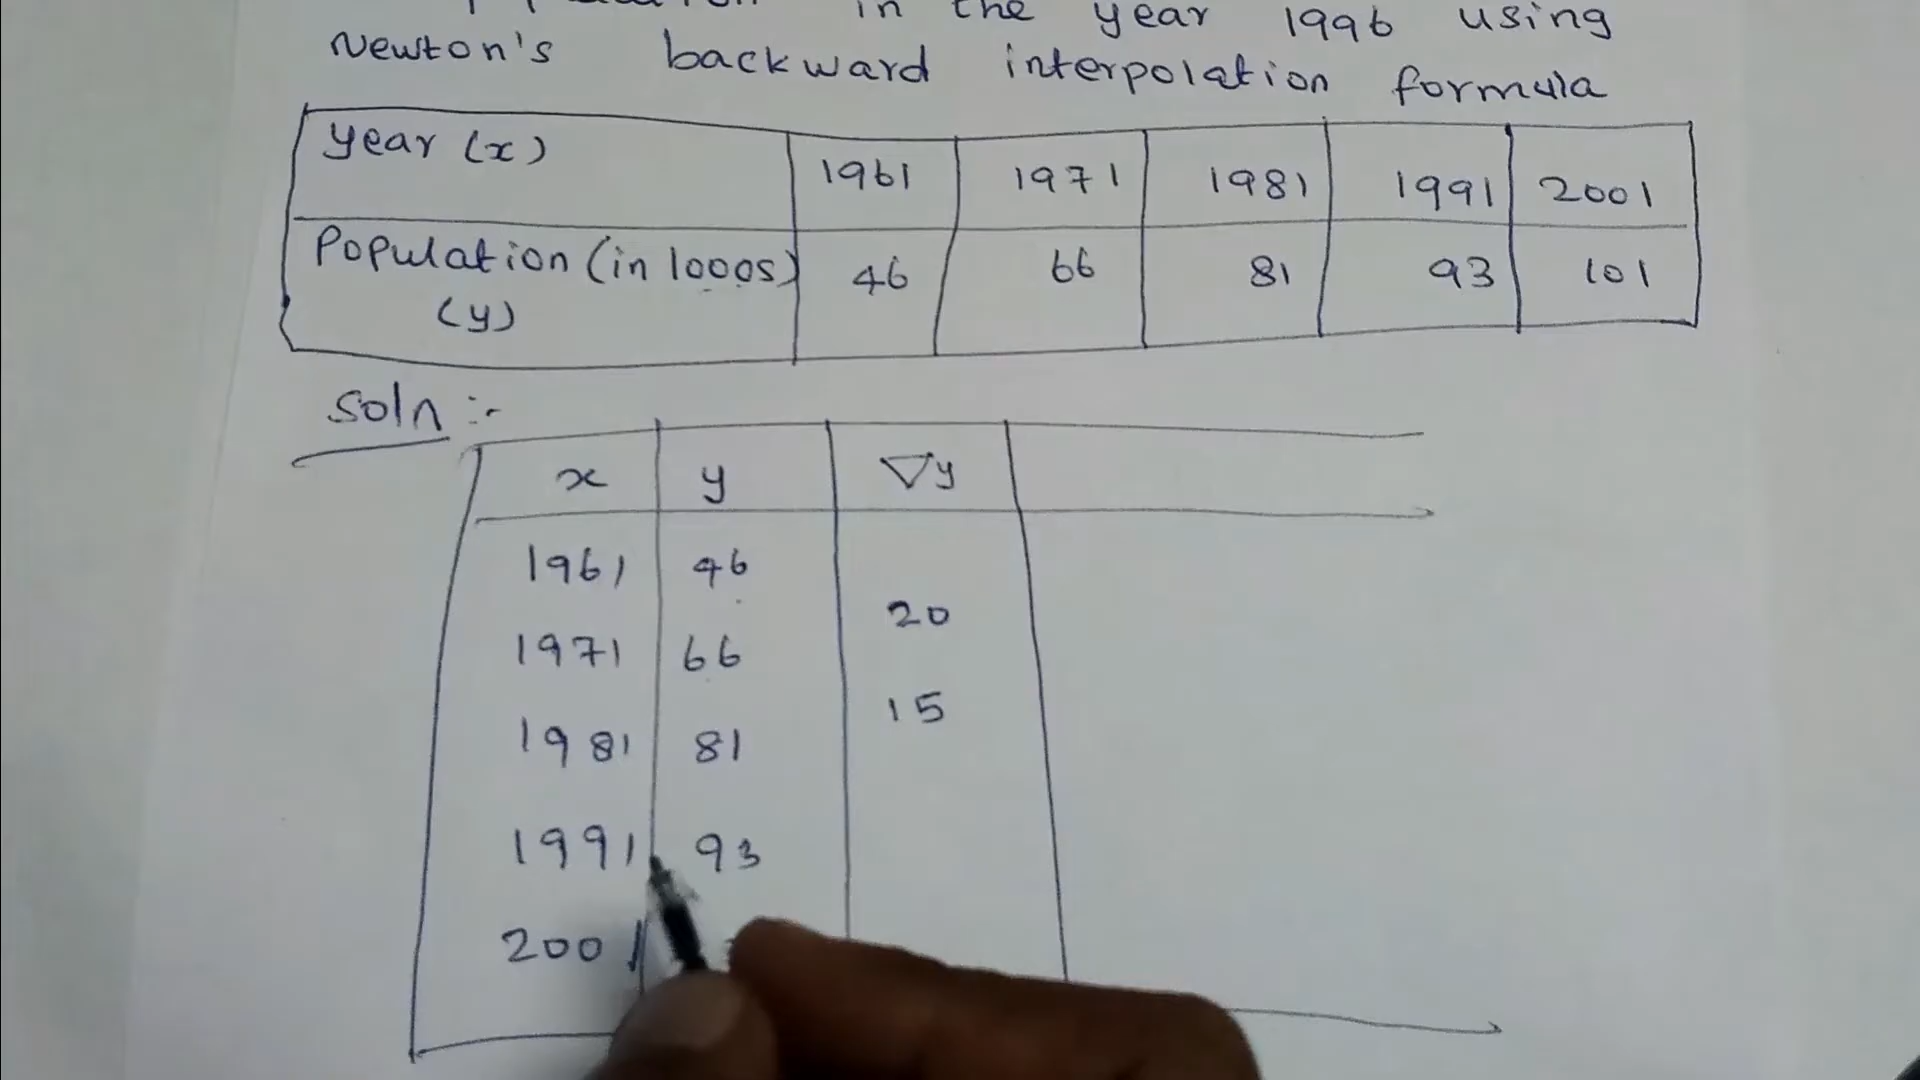 in the year 1996 using
Newton's backward interpolation formula
year (x) 1961 1971 1981 1991 2001
Population (in 1000s) 46 66 81 93 101
(y)
Soln :-
x y ∇y
1961 46
20
1971 66
15
1981 81
1991 93
2001